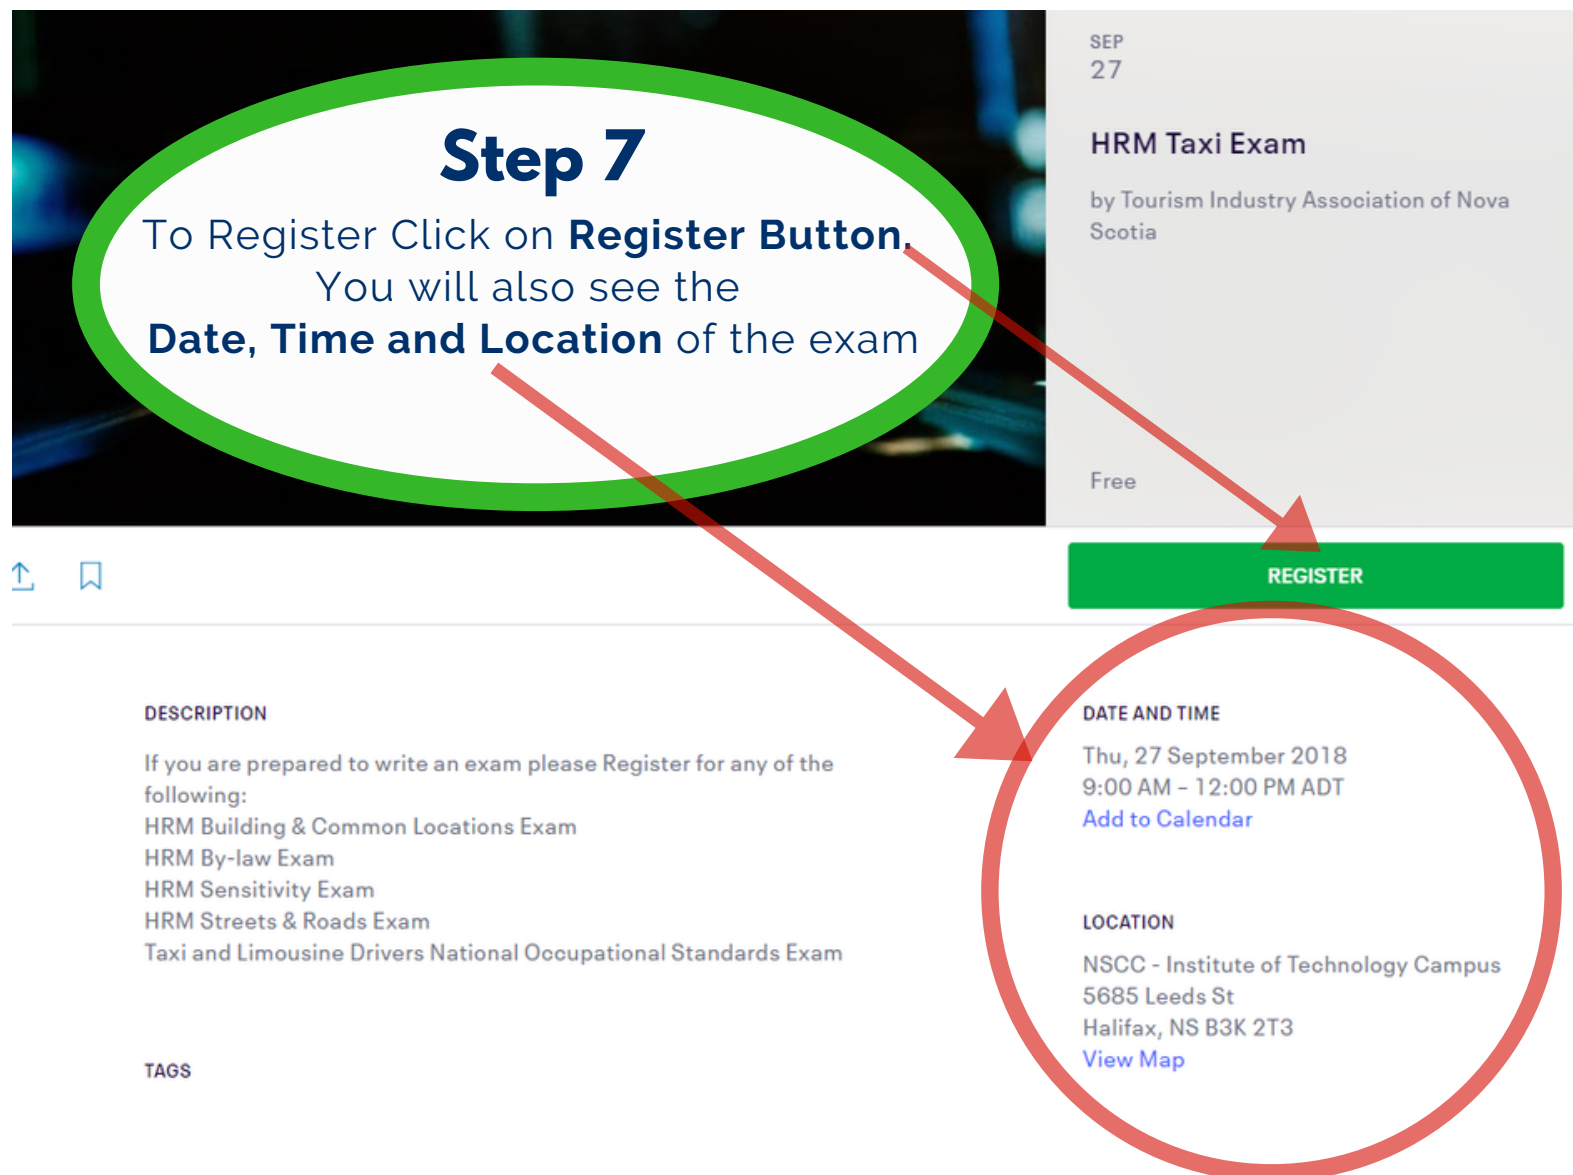 Step 7
To Register Click on Register Button.
You will also see the
Date, Time and Location of the exam
SEP
27
HRM Taxi Exam
by Tourism Industry Association of Nova
Scotia
Free
REGISTER
DESCRIPTION
If you are prepared to write an exam please Register for any of the
following:
HRM Building & Common Locations Exam
HRM By-law Exam
HRM Sensitivity Exam
HRM Streets & Roads Exam
Taxi and Limousine Drivers National Occupational Standards Exam
TAGS
DATE AND TIME
Thu, 27 September 2018
9:00 AM – 12:00 PM ADT
Add to Calendar
LOCATION
NSCC - Institute of Technology Campus
5685 Leeds St
Halifax, NS B3K 2T3
View Map